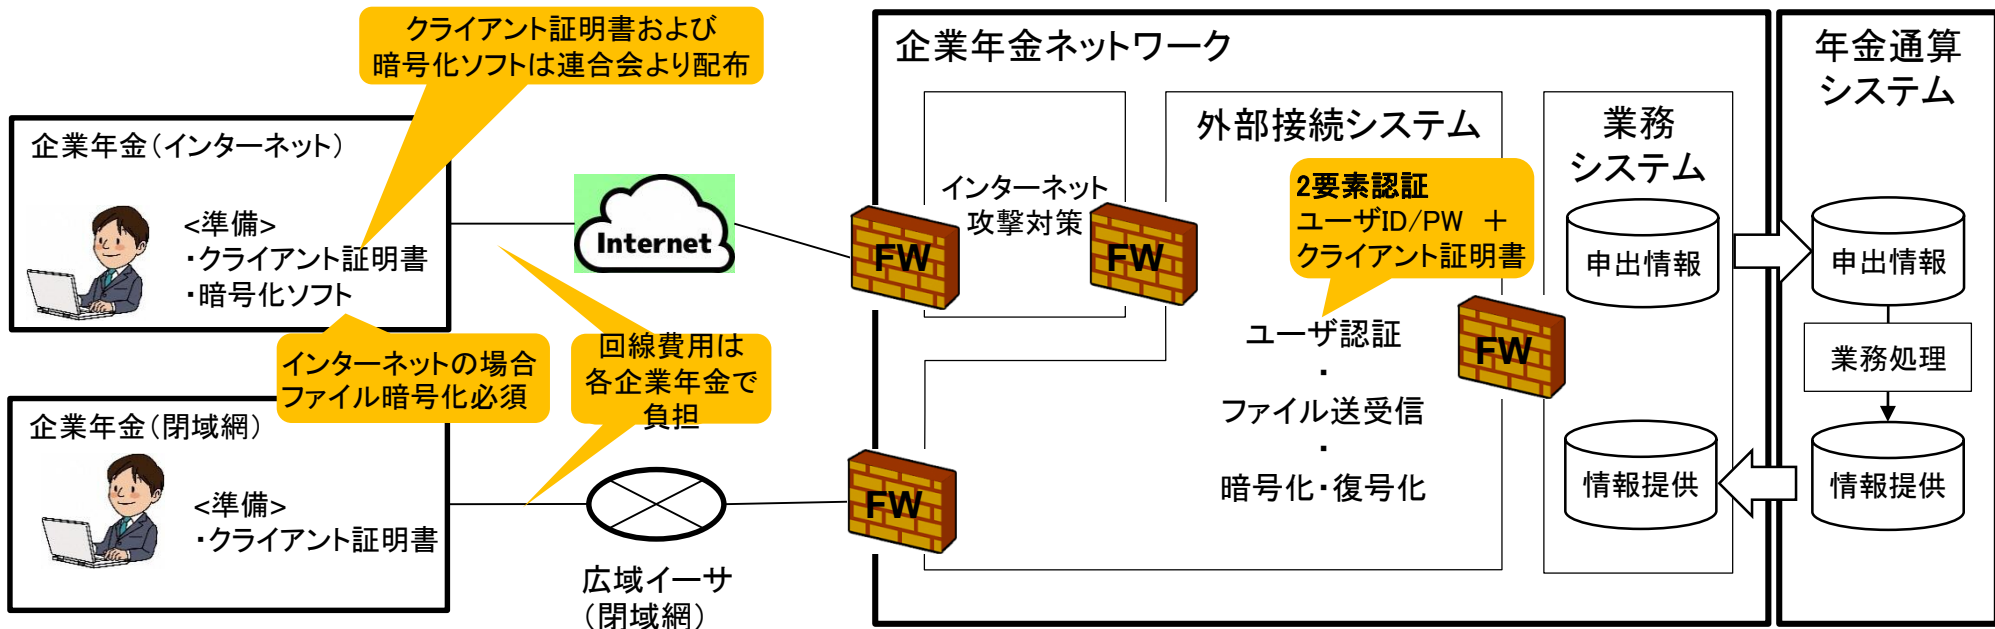 クライアント証明書および
暗号化ソフトは連合会より配布
企業年金（インターネット）
<準備>
・クライアント証明書
・暗号化ソフト
インターネットの場合
ファイル暗号化必須
企業年金（閉域網）
<準備>
・クライアント証明書
Internet
回線費用は
各企業年金で
負担
広域イーサ
（閉域網）
企業年金ネットワーク
インターネット
攻撃対策
FW
FW
FW
FW
外部接続システム
2要素認証
ユーザID/PW ＋
クライアント証明書
ユーザ認証
・
ファイル送受信
・
暗号化・復号化
業務
システム
申出情報
情報提供
年金通算
システム
申出情報
業務処理
情報提供